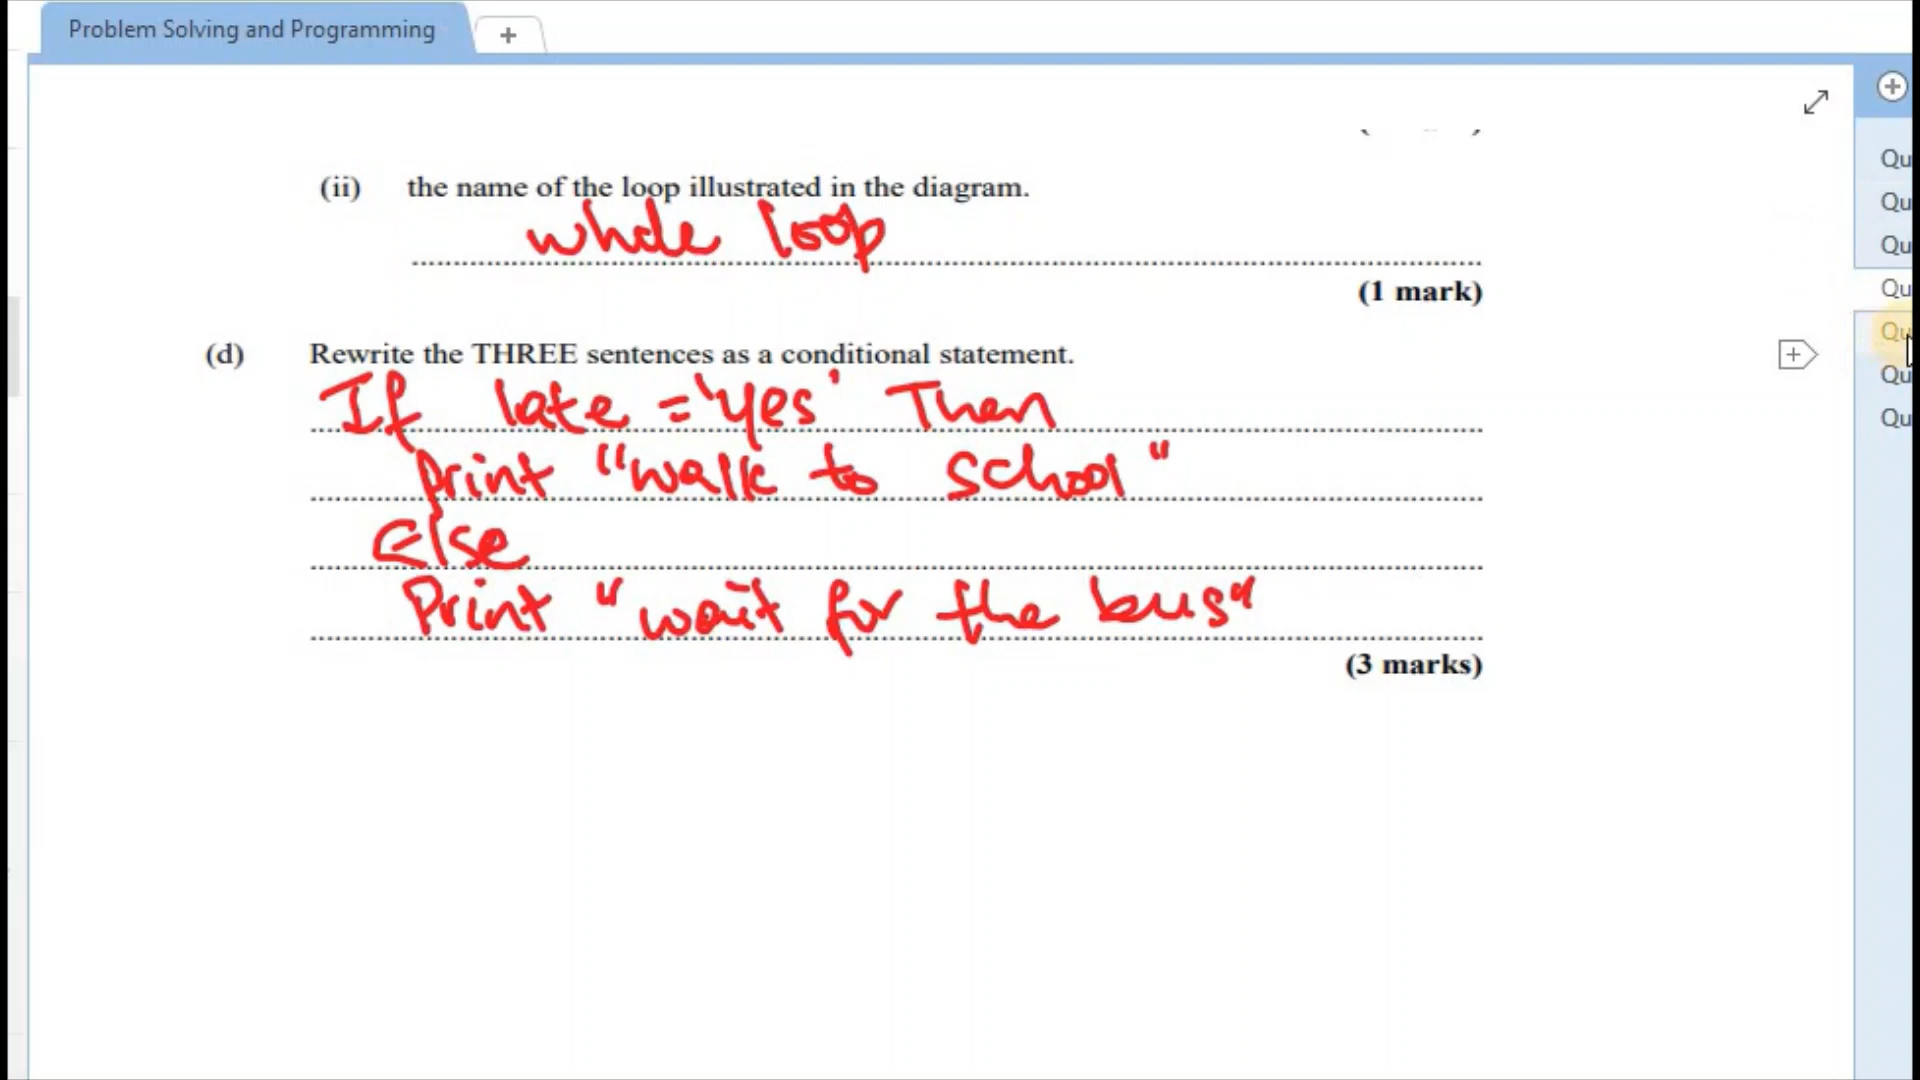 Problem Solving and Programming
+
(ii) the name of the loop illustrated in the diagram.
while loop
(1 mark)
(d) Rewrite the THREE sentences as a conditional statement.
If late = 'yes' Then
Print "walk to school"
Else
Print "wait for the bus"
(3 marks)
Qu
Qu
Qu
Qu
Qu
Qu
Qu